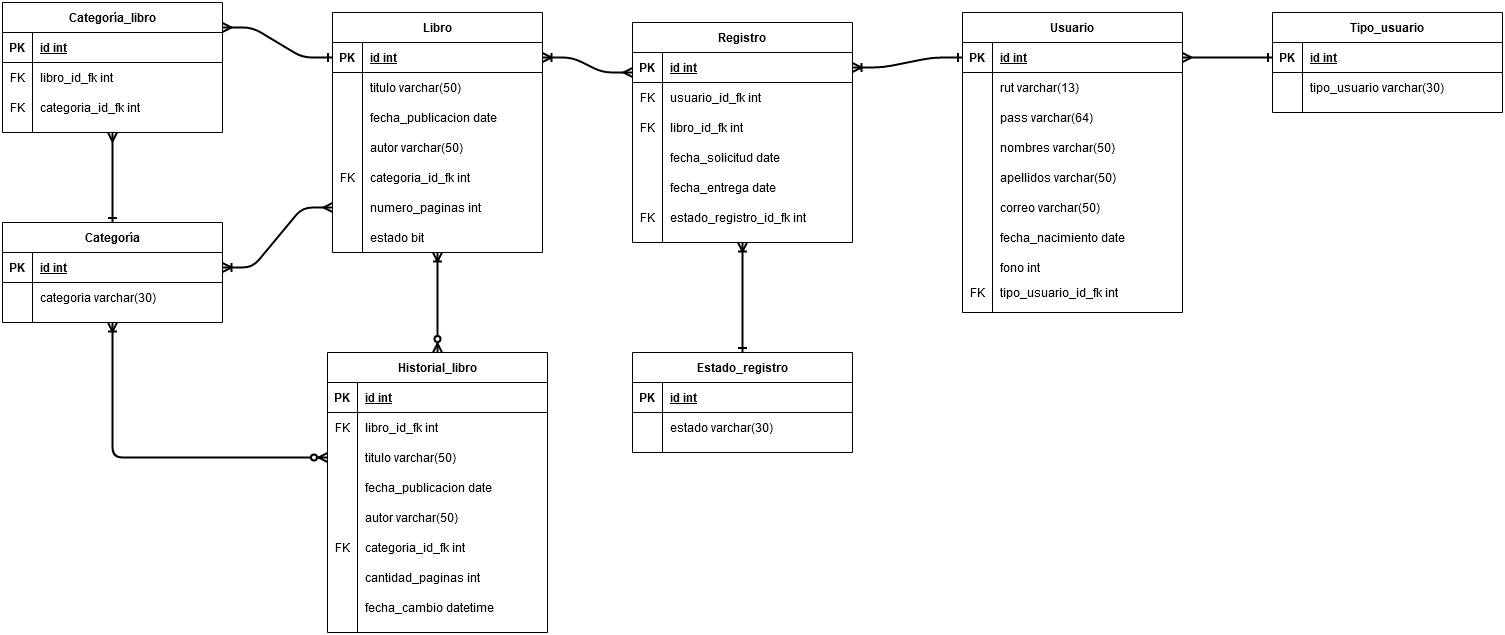 Categoría_libro
PK id int
FK libro_id_fk int
FK categoria_id_fk int
Libro
PK id int
titulo varchar(50)
fecha_publicacion date
autor varchar(50)
FK categoria_id_fk int
numero_paginas int
estado bit
Registro
PK id int
FK usuario_id_fk int
FK libro_id_fk int
fecha_solicitud date
fecha_entrega date
FK estado_registro_id_fk int
Usuario
PK id int
rut varchar(13)
pass varchar(64)
nombres varchar(50)
apellidos varchar(50)
correo varchar(50)
fecha_nacimiento date
fono int
FK tipo_usuario_id_fk int
Tipo_usuario
PK id int
tipo_usuario varchar(30)
Categoría
PK id int
categoria varchar(30)
Historial_libro
PK id int
FK libro_id_fk int
titulo varchar(50)
fecha_publicacion date
autor varchar(50)
FK categoria_id_fk int
cantidad_paginas int
fecha_cambio datetime
Estado_registro
PK id int
estado varchar(30)